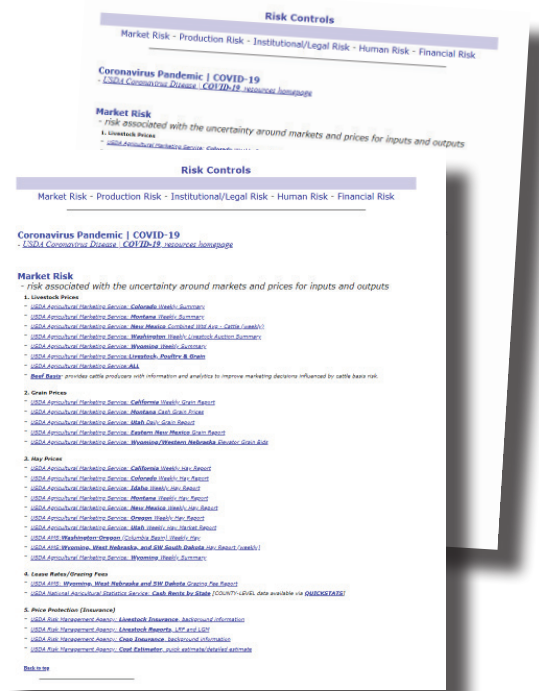 Risk Controls
Market Risk - Production Risk - Institutional/Legal Risk - Human Risk - Financial Risk
Coronavirus Pandemic | COVID-19
- USDA Coronavirus Disease | COVID-19 resources homepage
Market Risk
- risk associated with the uncertainty around markets and prices for inputs and outputs
1. Livestock Prices
- USDA Agricultural Marketing Service: Colorado
Risk Controls
Market Risk - Production Risk - Institutional/Legal Risk - Human Risk - Financial Risk
Coronavirus Pandemic | COVID-19
- USDA Coronavirus Disease | COVID-19 resources homepage
Market Risk
- risk associated with the uncertainty around markets and prices for inputs and outputs
1. Livestock Prices
- USDA Agricultural Marketing Service: Colorado Weekly Summary
- USDA Agricultural Marketing Service: Montana Weekly Summary
- USDA Agricultural Marketing Service: New Mexico Combined Wtd Avg - Cattle (weekly)
- USDA Agricultural Marketing Service: Washington Weekly Livestock Auction Summary
- USDA Agricultural Marketing Service: Wyoming Weekly Summary
- USDA Agricultural Marketing Service: Livestock, Poultry & Grain
- USDA Agricultural Marketing Service: ALL
- Beef Basis: provides cattle producers with information and analytics to improve marketing decisions influenced by cattle basis risk.
2. Grain Prices
- USDA Agricultural Marketing Service: California Weekly Grain Report
- USDA Agricultural Marketing Service: Montana Cash Grain Prices
- USDA Agricultural Marketing Service: Utah Daily Grain Report
- USDA Agricultural Marketing Service: Eastern New Mexico Grain Report
- USDA Agricultural Marketing Service: Wyoming/Western Nebraska Elevator Grain Bids
3. Hay Prices
- USDA Agricultural Marketing Service: California Weekly Hay Report
- USDA Agricultural Marketing Service: Colorado Weekly Hay Report
- USDA Agricultural Marketing Service: Idaho Weekly Hay Report
- USDA Agricultural Marketing Service: Montana Weekly Hay Report
- USDA Agricultural Marketing Service: New Mexico Weekly Hay Report
- USDA Agricultural Marketing Service: Oregon Weekly Hay Report
- USDA Agricultural Marketing Service: Utah Weekly Hay Market Report
- USDA AMS: Washington-Oregon (Columbia Basin) Weekly Hay
- USDA AMS: Wyoming, West Nebraska, and SW South Dakota Hay Report (weekly)
- USDA Agricultural Marketing Service: Wyoming Weekly Summary
4. Lease Rates/Grazing Fees
- USDA AMS: Wyoming, West Nebraska and SW Dakota Grazing Fee Report
- USDA National Agricultural Statistics Service: Cash Rents by State [COUNTY-LEVEL data available via QUICKSTATS]
5. Price Protection (Insurance)
- USDA Risk Management Agency: Livestock Insurance, background information
- USDA Risk Management Agency: Livestock Reports, LRP and LGM
- USDA Risk Management Agency: Crop Insurance, background information
- USDA Risk Management Agency: Cost Estimator, quick estimate/detailed estimate
Back to top